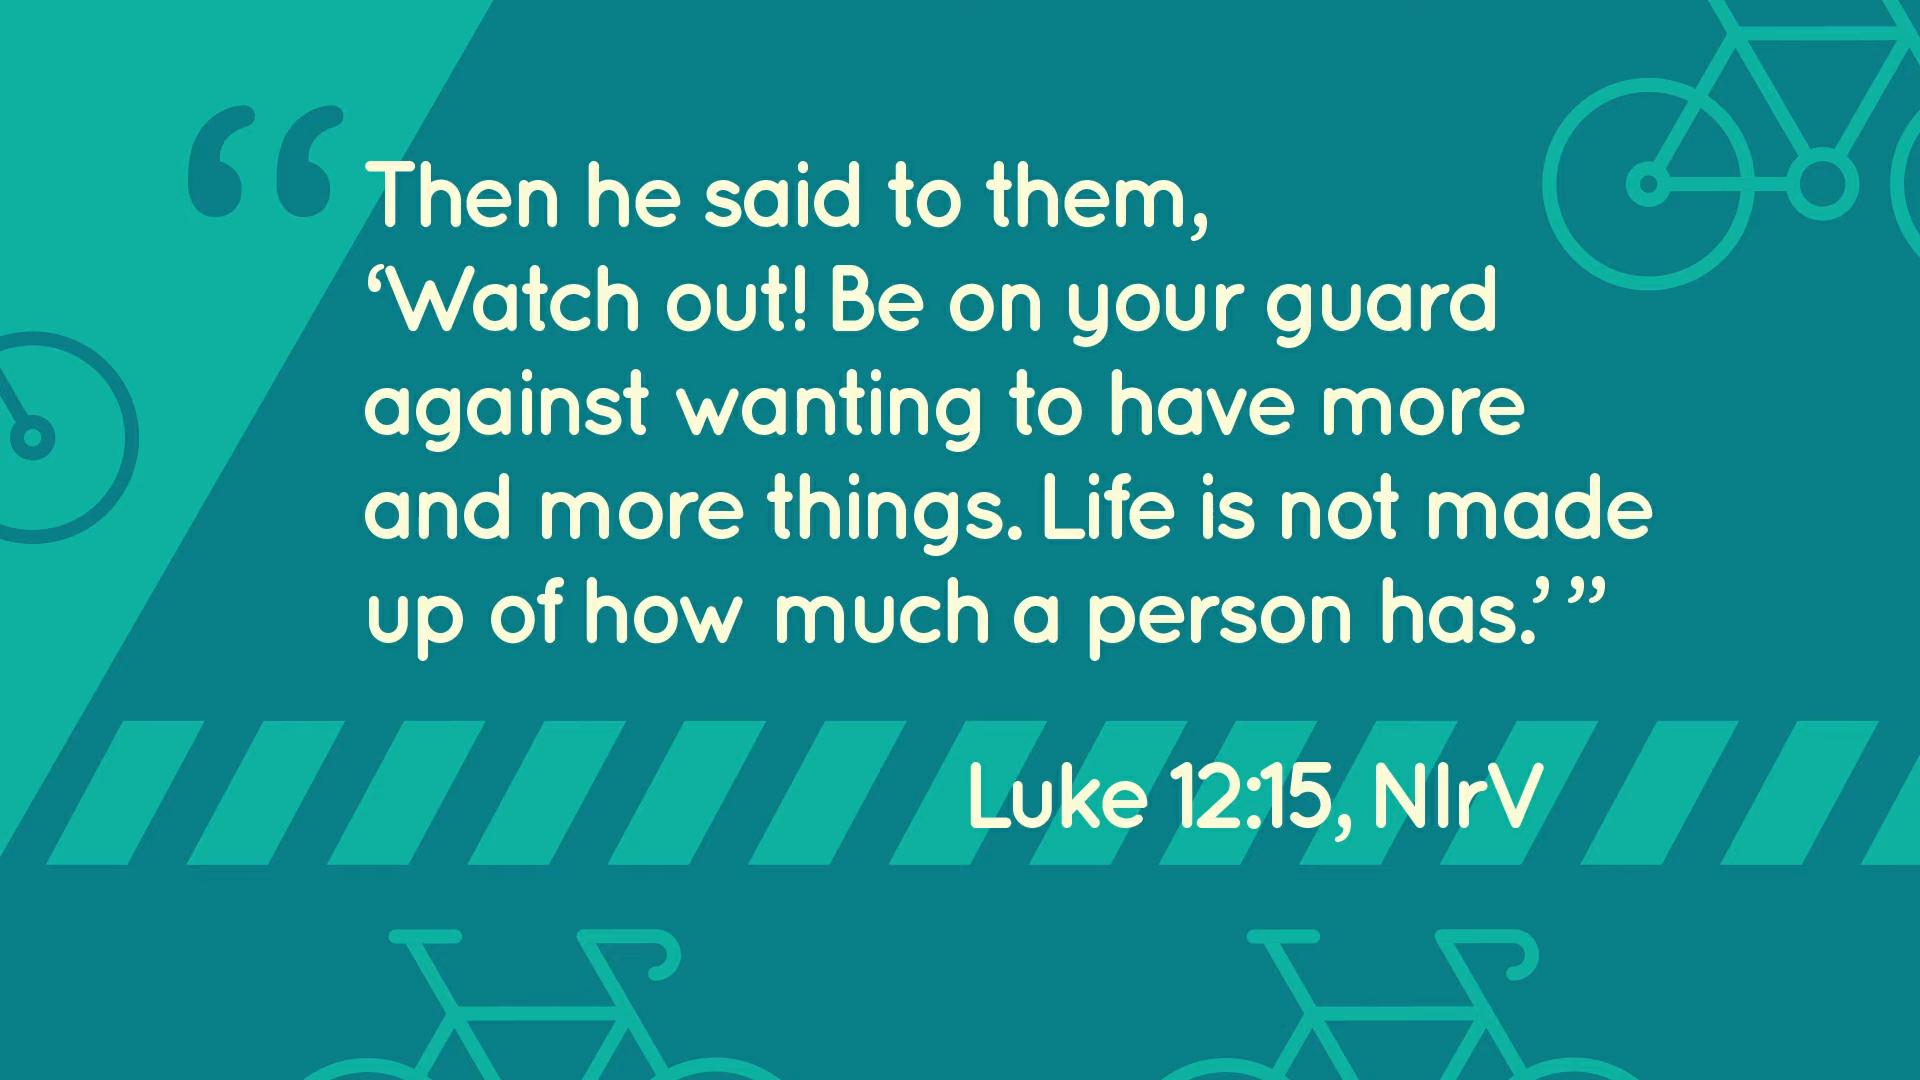 “Then he said to them,
‘Watch out! Be on your guard
against wanting to have more
and more things. Life is not made
up of how much a person has.’ ”
Luke 12:15, NIrV